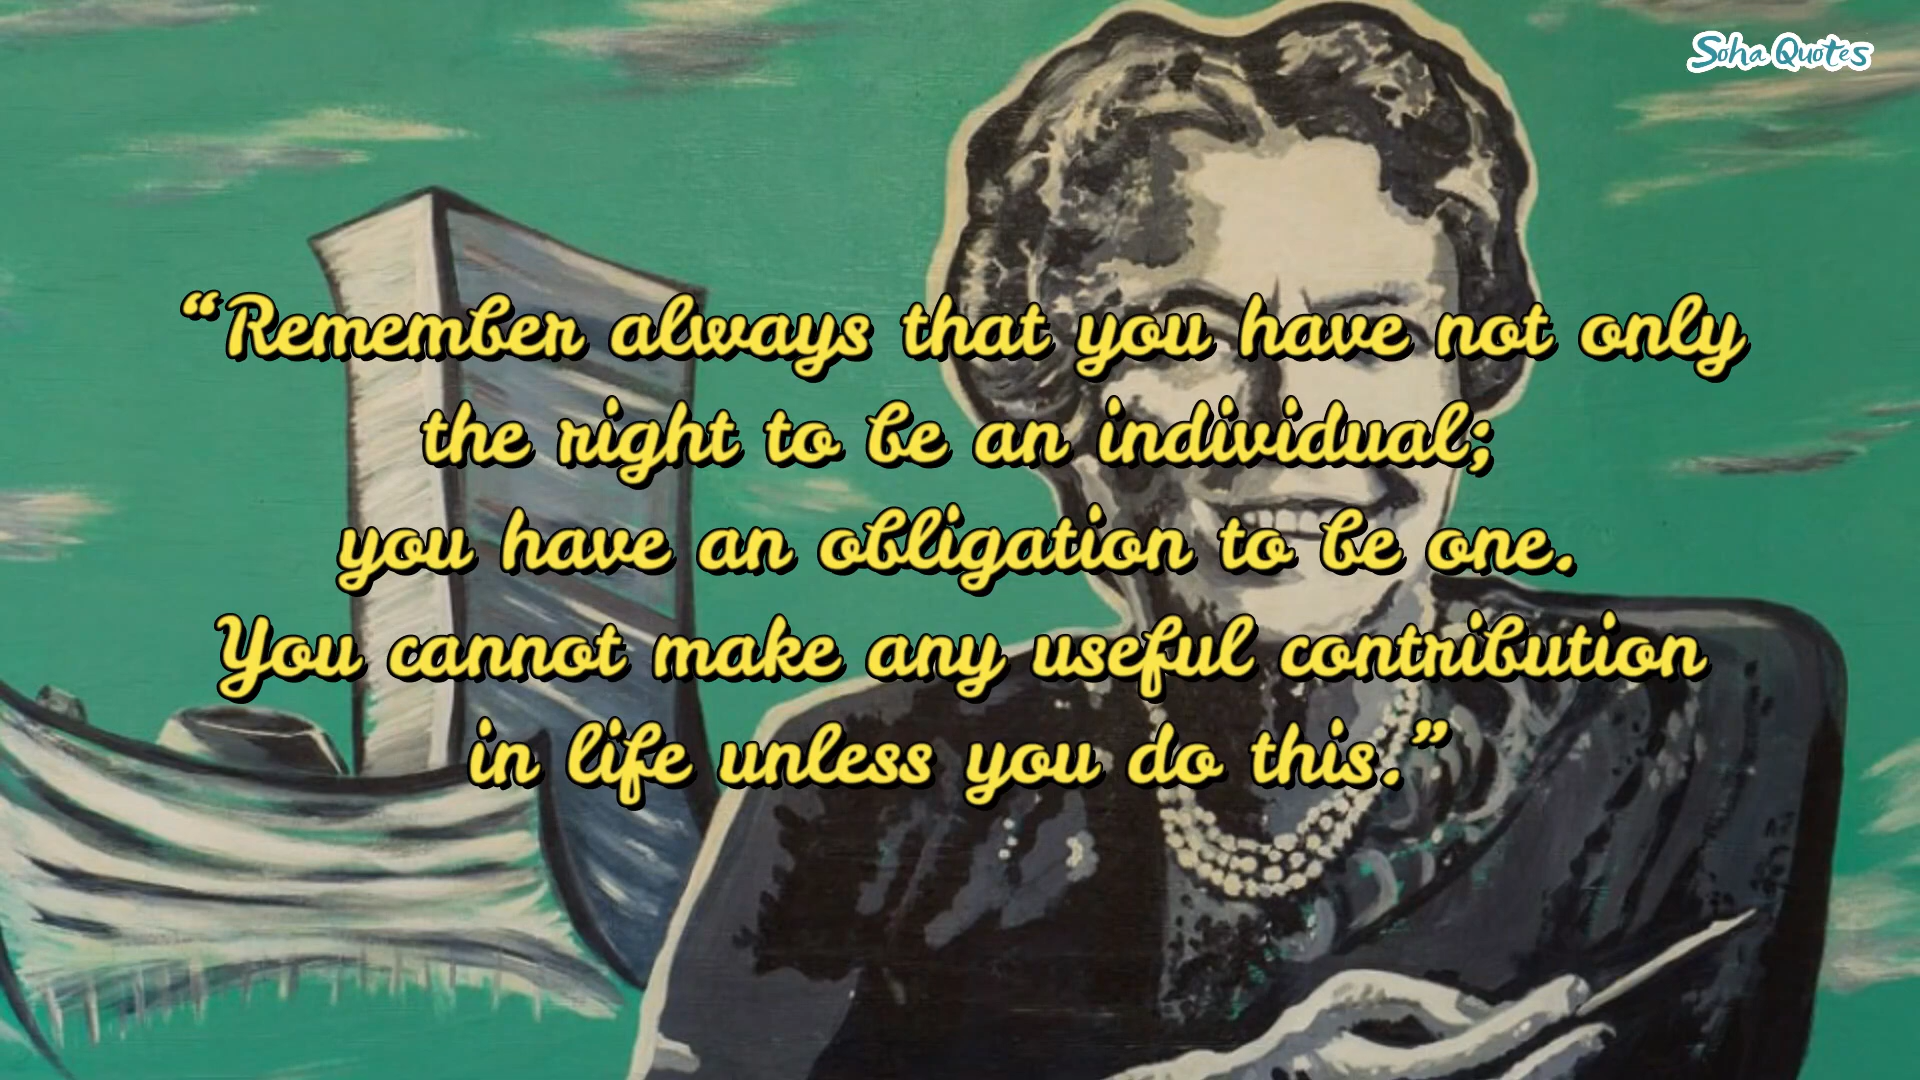 Soha Quotes
“Remember always that you have not only
the right to be an individual;
you have an obligation to be one.
You cannot make any useful contribution
in life unless you do this.”